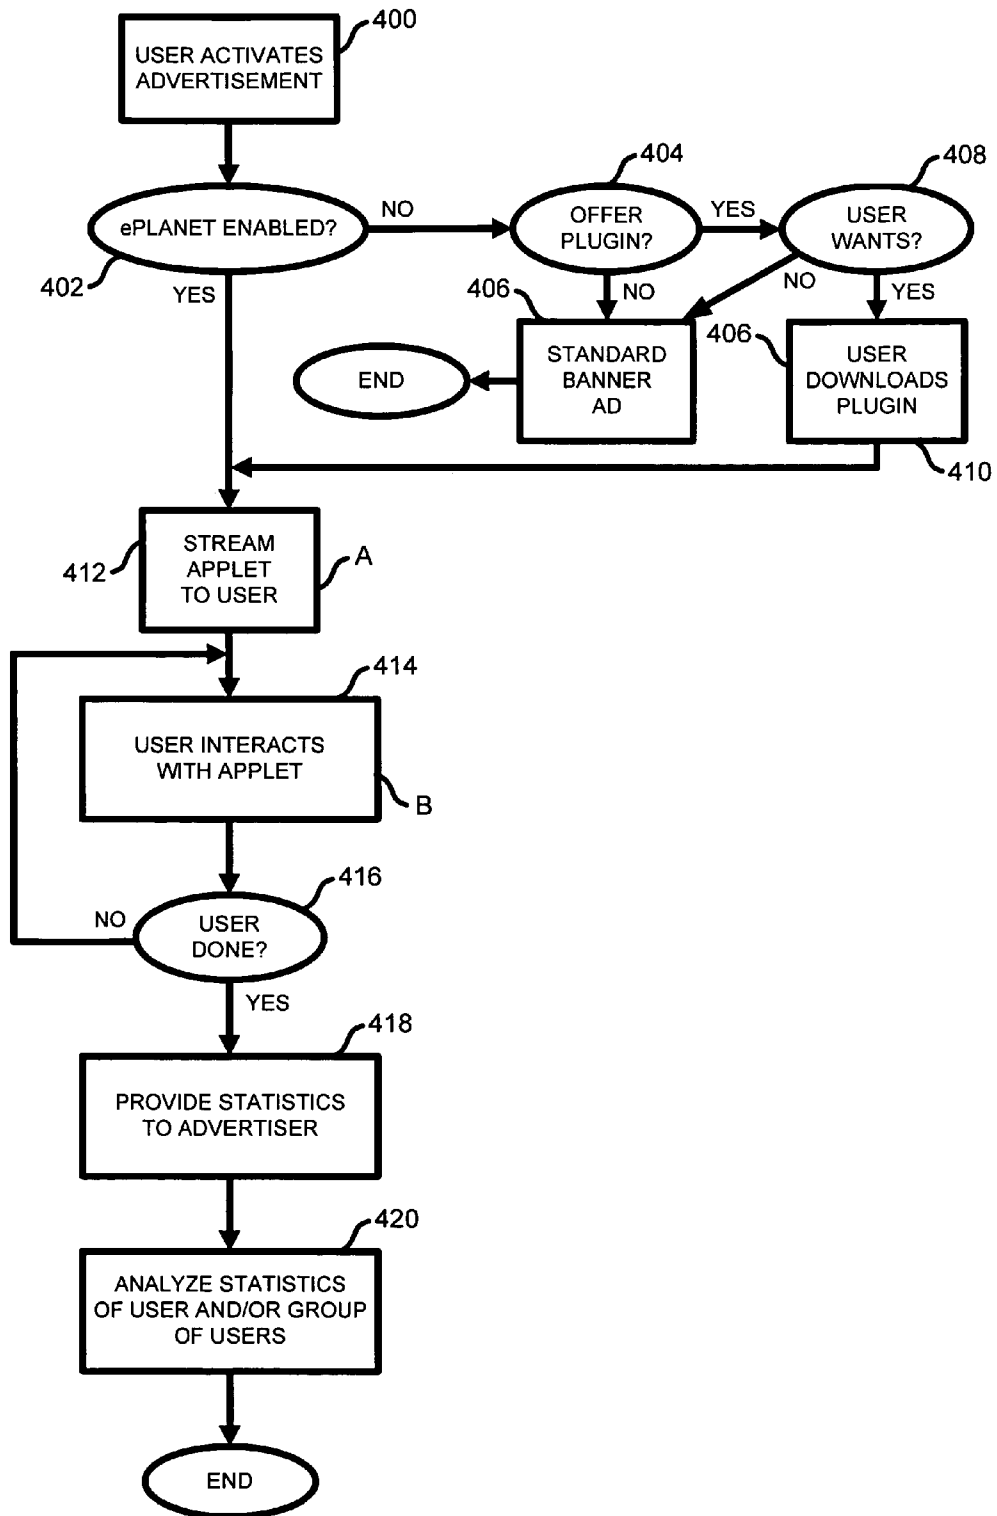 400
USER ACTIVATES
ADVERTISEMENT
404
408
ePLANET ENABLED?
NO
OFFER
PLUGIN?
YES
USER
WANTS?
402
YES
NO
NO
YES
406
406
END
STANDARD
BANNER
AD
USER
DOWNLOADS
PLUGIN
410
412
STREAM
APPLET
TO USER
A
414
USER INTERACTS
WITH APPLET
B
416
NO
USER
DONE?
YES
418
PROVIDE STATISTICS
TO ADVERTISER
420
ANALYZE STATISTICS
OF USER AND/OR GROUP
OF USERS
END